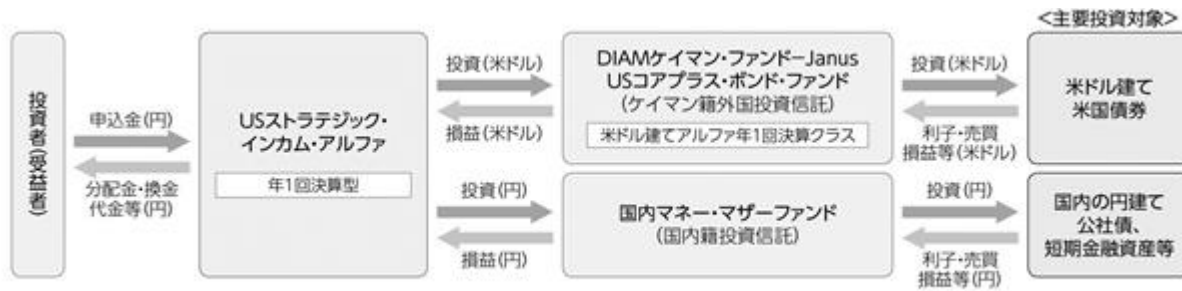 <主要投資対象>
投資者(受益者)
申込金(円)
分配金・換金
代金等(円)
USストラテジック・
インカム・アルファ
年1回決算型
投資(米ドル)
損益(米ドル)
DIAMケイマン・ファンド−Janus
USコアプラス・ボンド・ファンド
(ケイマン籍外国投資信託)
米ドル建てアルファ年1回決算クラス
投資(米ドル)
利子・売買
損益等(米ドル)
米ドル建て
米国債券
投資(円)
損益(円)
国内マネー・マザーファンド
(国内籍投資信託)
投資(円)
利子・売買
損益等(円)
国内の円建て
公社債、
短期金融資産等